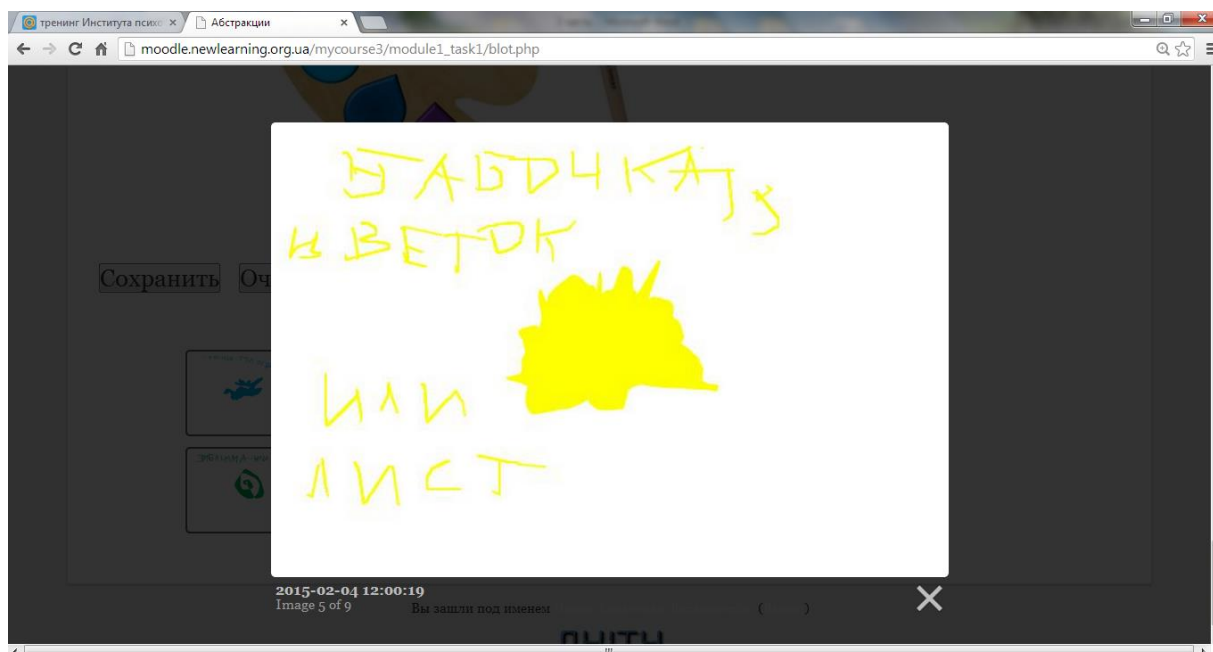 тренинг Института психо
Абстракции
moodle.newlearning.org.ua/mycourse3/module1_task1/blot.php
БАБОЧКА,
ЦВЕТОК
ИЛИ
ЛИСТ
Сохранить Оч
2015-02-04 12:00:19
Image 5 of 9
Вы зашли под именем ( )